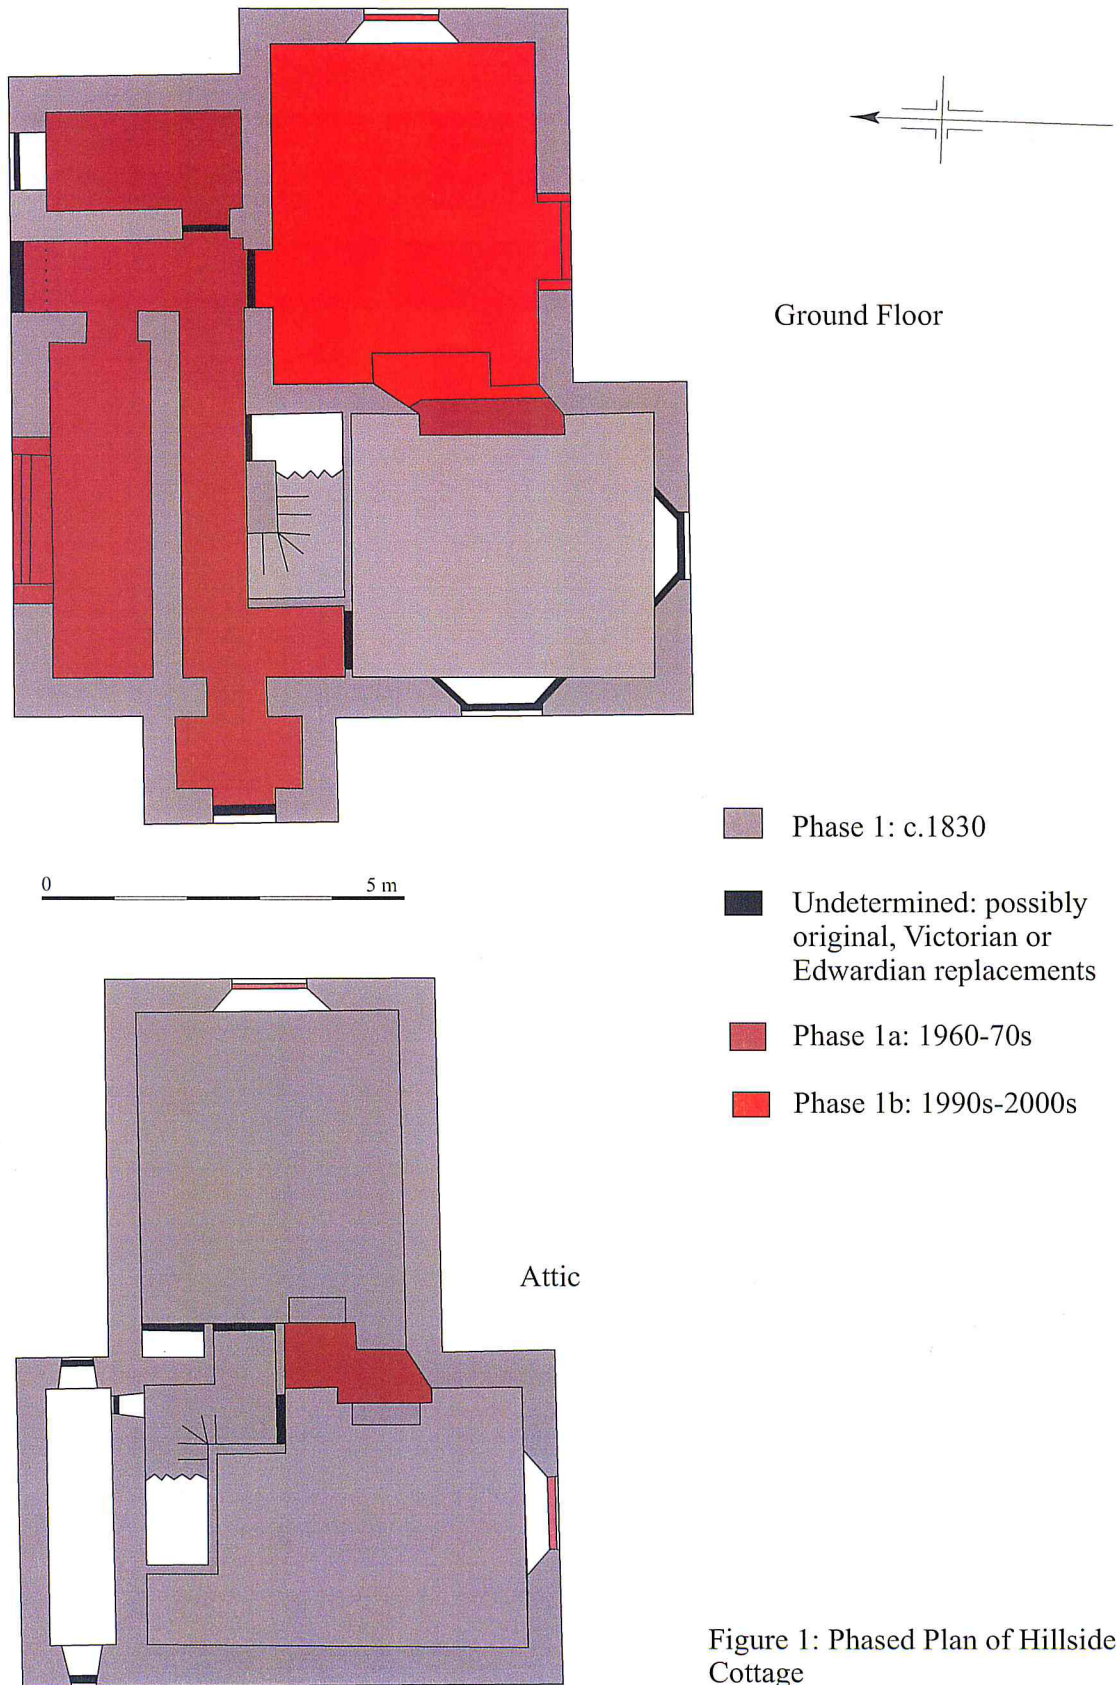 Ground Floor
Phase 1: c.1830
0 5 m
Undetermined: possibly
original, Victorian or
Edwardian replacements
Phase 1a: 1960-70s
Phase 1b: 1990s-2000s
Attic
Figure 1: Phased Plan of Hillside
Cottage